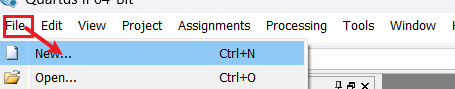 Quartus II 64-Bit
File Edit View Project Assignments Processing Tools Window
New... Ctrl+N
Open... Ctrl+O